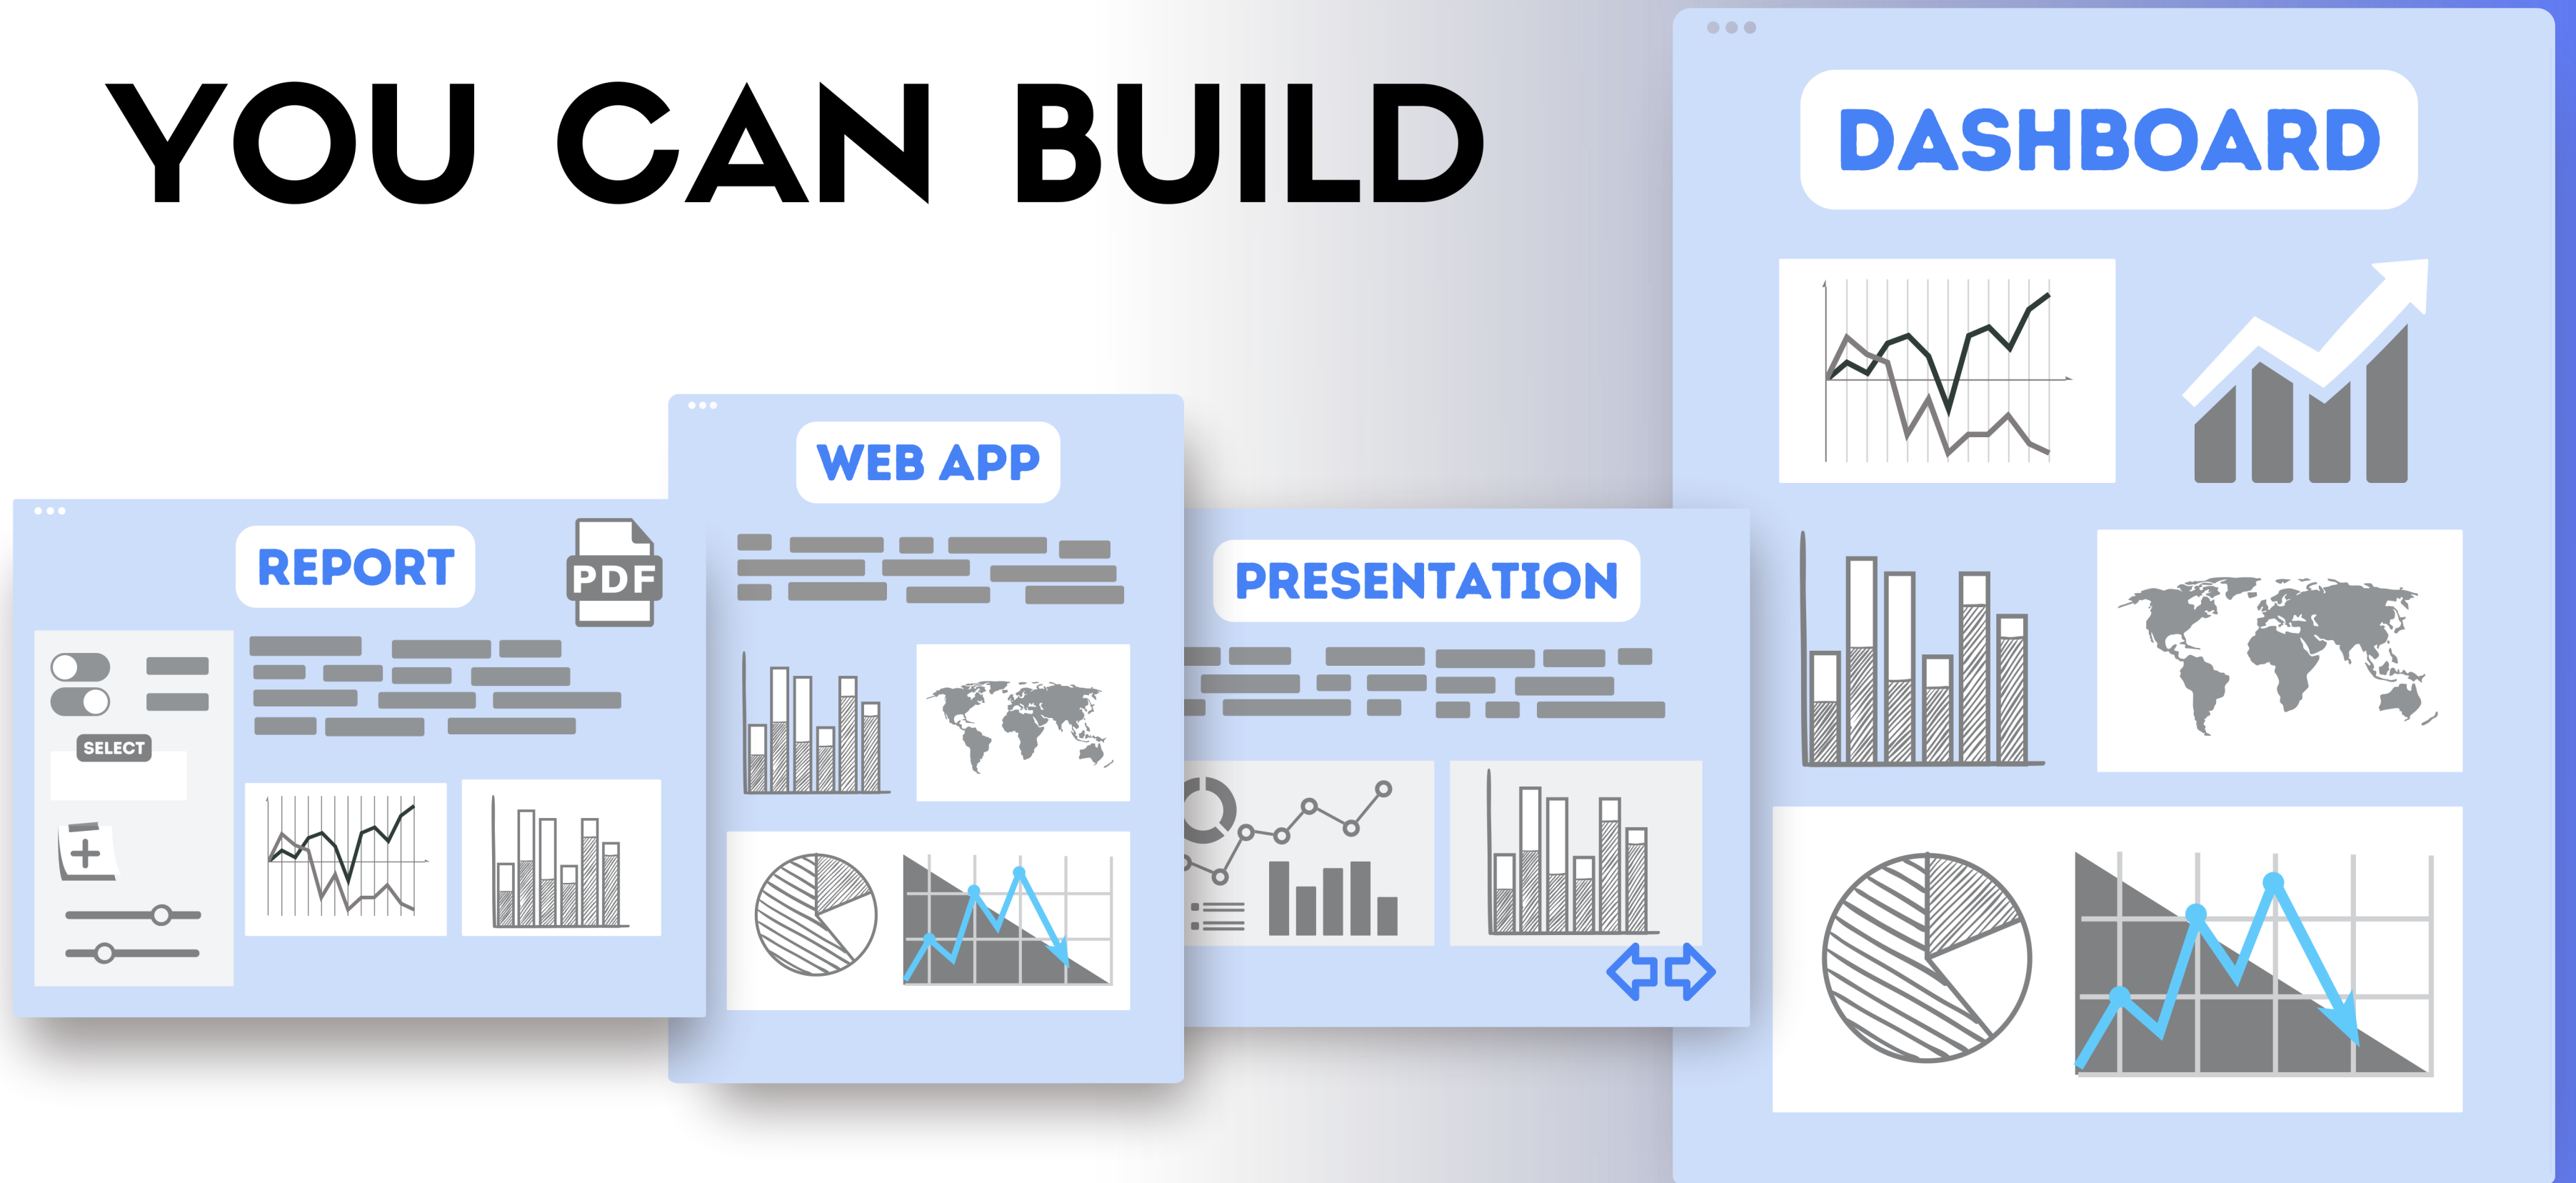 YOU CAN BUILD
DASHBOARD
WEB APP
REPORT
PDF
PRESENTATION
SELECT